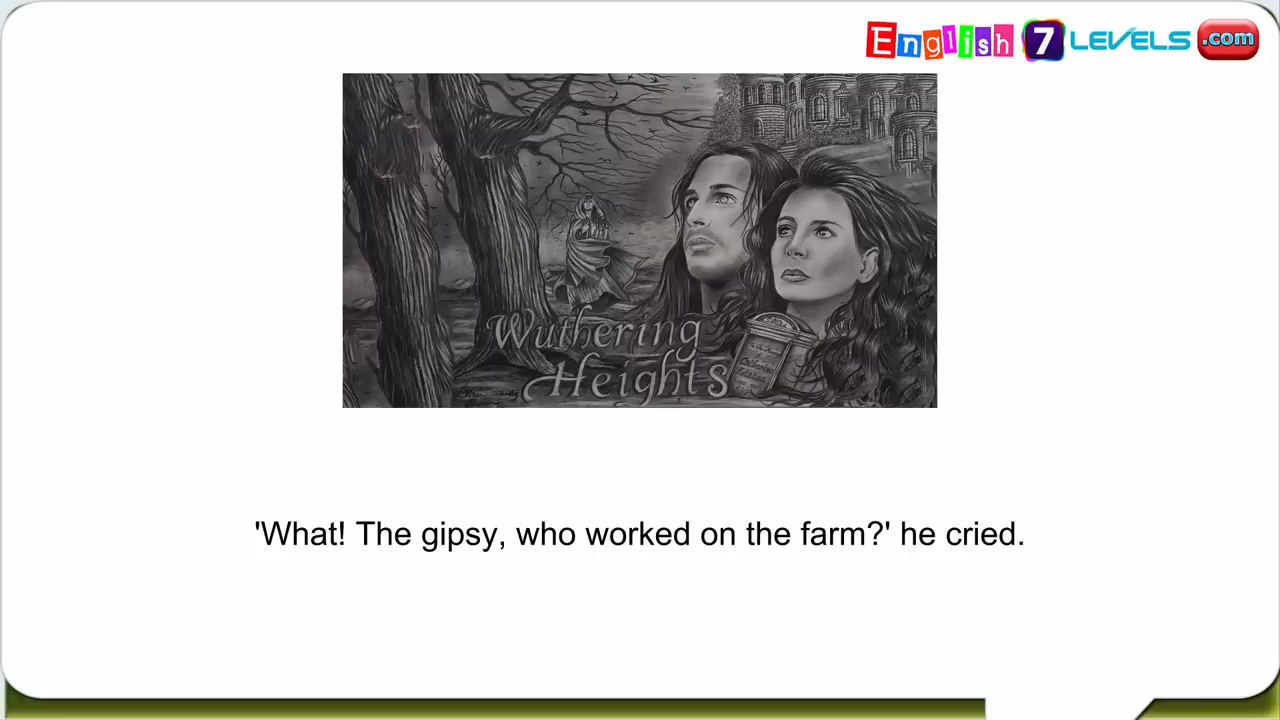 English 7 LEVELS .com
Wuthering
Heights
'What! The gipsy, who worked on the farm?' he cried.